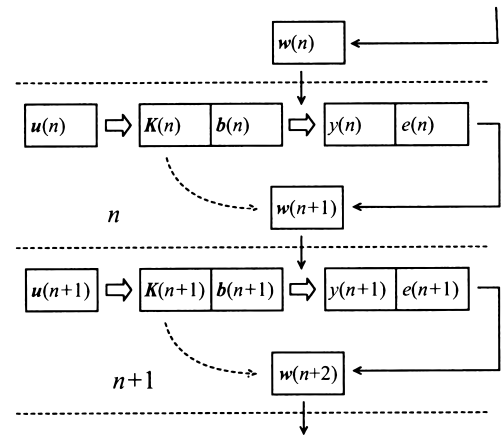 w(n)
u(n) K(n) b(n) y(n) e(n)
w(n+1)
n
u(n+1) K(n+1) b(n+1) y(n+1) e(n+1)
w(n+2)
n+1